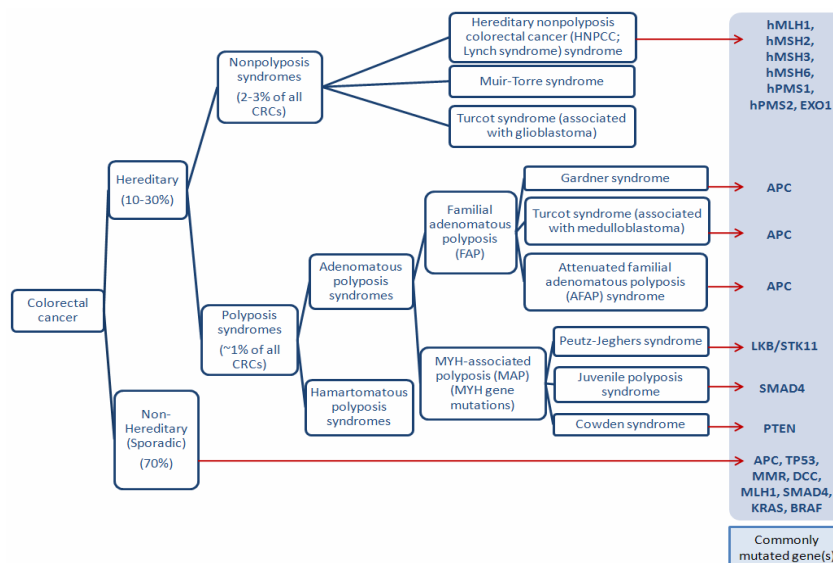 Colorectal
cancer
Hereditary
(10-30%)
Non-
Hereditary
(Sporadic)
(70%)
Nonpolyposis
syndromes
(2-3% of all
CRCs)
Polyposis
syndromes
(~1% of all
CRCs)
Adenomatous
polyposis
syndromes
Hamartomatous
polyposis
syndromes
Hereditary nonpolyposis
colorectal cancer (HNPCC;
Lynch syndrome) syndrome
Muir-Torre syndrome
Turcot syndrome (associated
with glioblastoma)
Familial
adenomatous
polyposis
(FAP)
MYH-associated
polyposis (MAP)
(MYH gene
mutations)
Gardner syndrome
Turcot syndrome (associated
with medulloblastoma)
Attenuated familial
adenomatous polyposis
(AFAP) syndrome
Peutz-Jeghers syndrome
Juvenile polyposis
syndrome
Cowden syndrome
hMLH1,
hMSH2,
hMSH3,
hMSH6,
hPMS1,
hPMS2, EXO1
APC
APC
APC
LKB/STK11
SMAD4
PTEN
APC, TP53,
MMR, DCC,
MLH1, SMAD4,
KRAS, BRAF
Commonly
mutated gene(s)